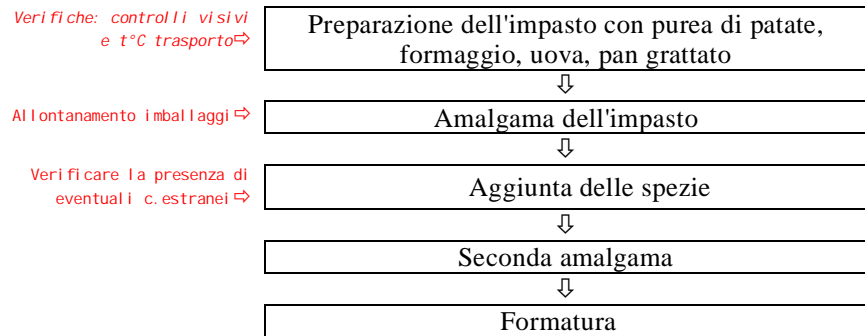 Verifiche: controlli visivi
e t°C trasporto⇨
Preparazione dell'impasto con purea di patate,
formaggio, uova, pan grattato
⇩
Allontanamento imballaggi⇨
Amalgama dell'impasto
⇩
Verificare la presenza di
eventuali c.estranei⇨
Aggiunta delle spezie
⇩
Seconda amalgama
⇩
Formatura